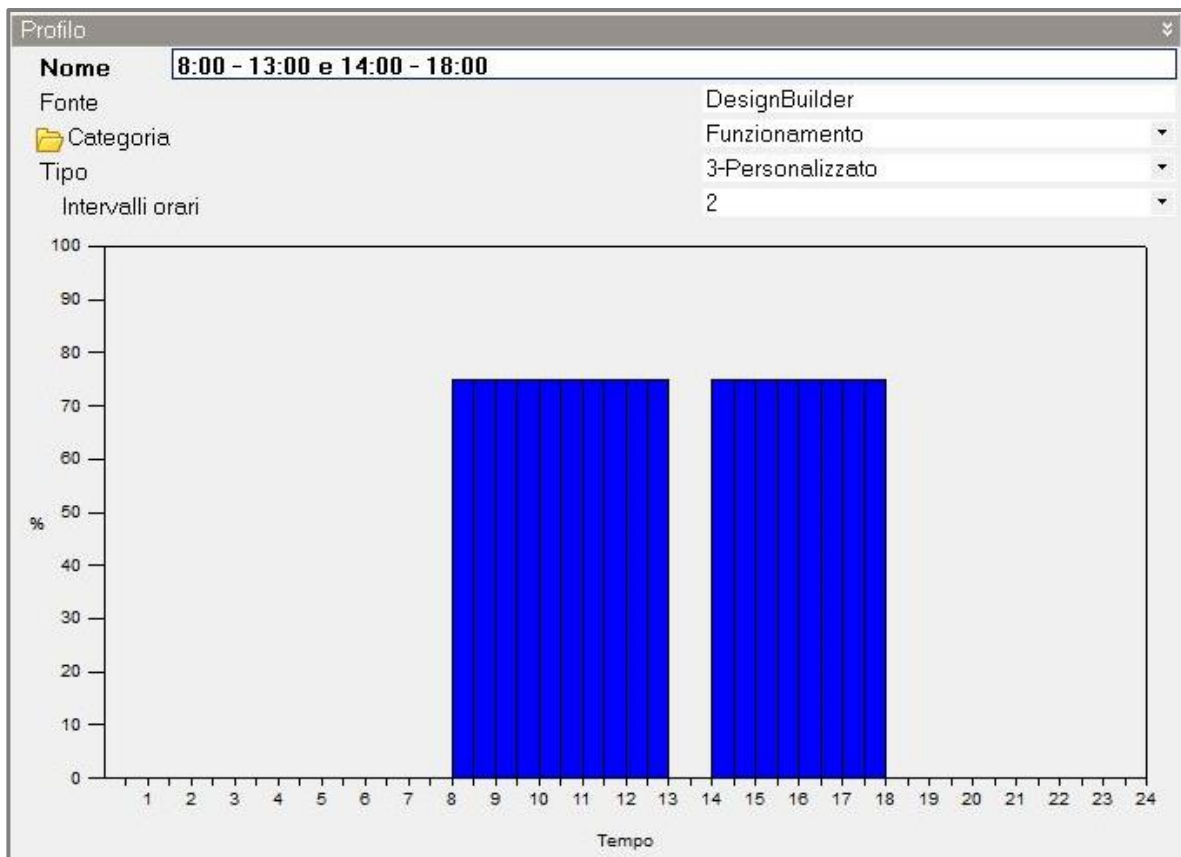 Profilo
Nome 8:00 - 13:00 e 14:00 - 18:00
Fonte DesignBuilder
Categoria Funzionamento
Tipo 3-Personalizzato
Intervalli orari 2
100
90
80
70
60
% 50
40
30
20
10
0
1 2 3 4 5 6 7 8 9 10 11 12 13 14 15 16 17 18 19 20 21 22 23 24
Tempo